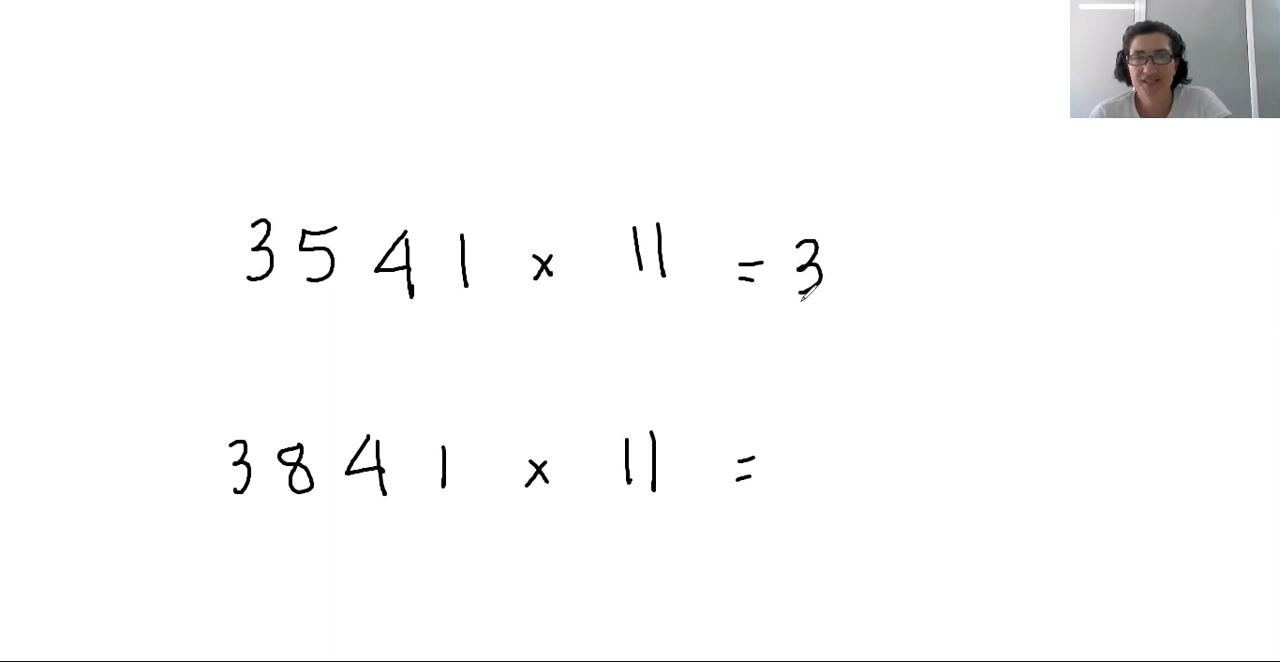 3541 x 11 = 3
3841 x 11 =